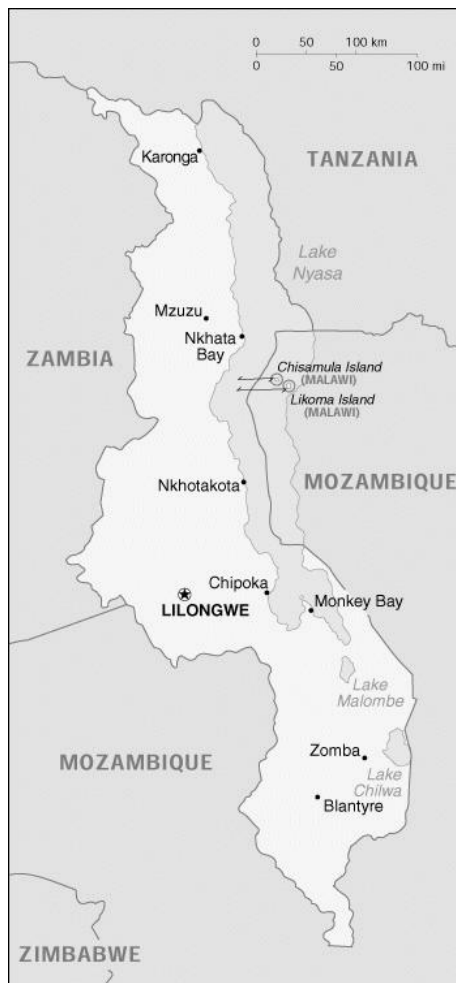 0 50 100 km
0 50 100 mi
Karonga
TANZANIA
Lake
Nyasa
Mzuzu
Nkhata
Bay
ZAMBIA
Chisamula Island
(MALAWI)
Likoma Island
(MALAWI)
MOZAMBIQUE
Nkhotakota
Chipoka
LILONGWE
Monkey Bay
Lake
Malombe
Zomba
MOZAMBIQUE
Lake
Chilwa
Blantyre
ZIMBABWE